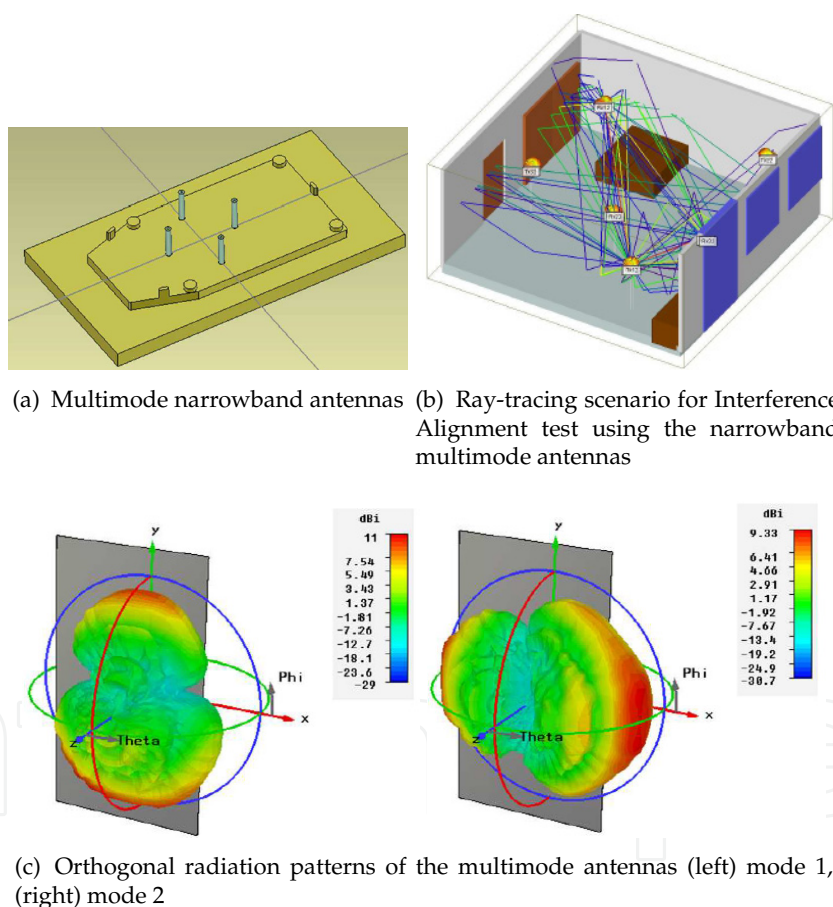 (a) Multimode narrowband antennas
(b) Ray-tracing scenario for Interference
Alignment test using the narrowband
multimode antennas
dBi
11
7.54
5.49
3.43
1.37
-1.81
-7.26
-12.7
-18.1
-23.6
-29
y
Phi
x
z
Theta
dBi
9.33
6.41
4.66
2.91
1.17
-1.92
-7.67
-13.4
-19.2
-24.9
-30.7
y
Phi
x
z
Theta
(c) Orthogonal radiation patterns of the multimode antennas (left) mode 1,
(right) mode 2